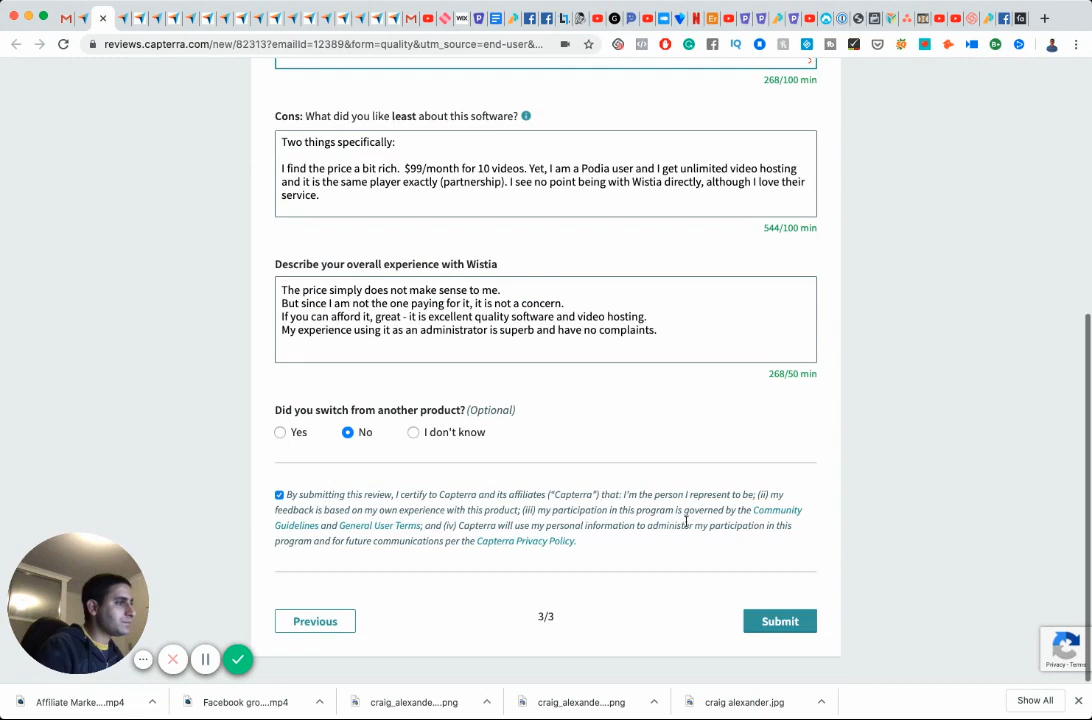 reviews.capterra.com/new/82313?emailId=12389&form=quality&utm_source=end-user&...
268/100 min
Cons: What did you like least about this software?
Two things specifically:
I find the price a bit rich. $99/month for 10 videos. Yet, I am a Podia user and I get unlimited video hosting
and it is the same player exactly (partnership). I see no point being with Wistia directly, although I love their
service.
544/100 min
Describe your overall experience with Wistia
The price simply does not make sense to me.
But since I am not the one paying for it, it is not a concern.
If you can afford it, great - it is excellent quality software and video hosting.
My experience using it as an administrator is superb and have no complaints.
268/50 min
Did you switch from another product? (Optional)
Yes No I don't know
By submitting this review, I certify to Capterra and its affiliates (“Capterra”) that: I'm the person I represent to be; (ii) my
feedback is based on my own experience with this product; (iii) my participation in this program is governed by the Community
Guidelines and General User Terms; and (iv) Capterra will use my personal information to administer my participation in this
program and for future communications per the Capterra Privacy Policy.
Previous 3/3 Submit
Privacy - Terms
Affiliate Marke....mp4 Facebook gro....mp4 craig_alexande....png craig_alexande....png craig alexander.jpg Show All